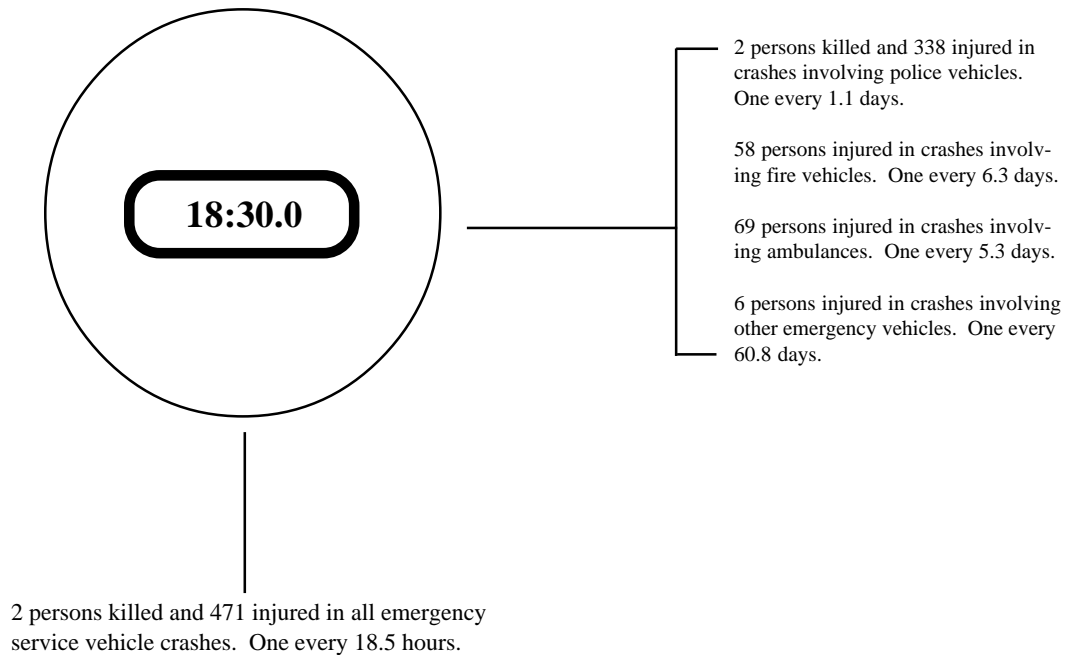 18:30.0
2 persons killed and 338 injured in
crashes involving police vehicles.
One every 1.1 days.
58 persons injured in crashes involv-
ing fire vehicles.  One every 6.3 days.
69 persons injured in crashes involv-
ing ambulances.  One every 5.3 days.
6 persons injured in crashes involving
other emergency vehicles.  One every
60.8 days.
2 persons killed and 471 injured in all emergency
service vehicle crashes.  One every 18.5 hours.